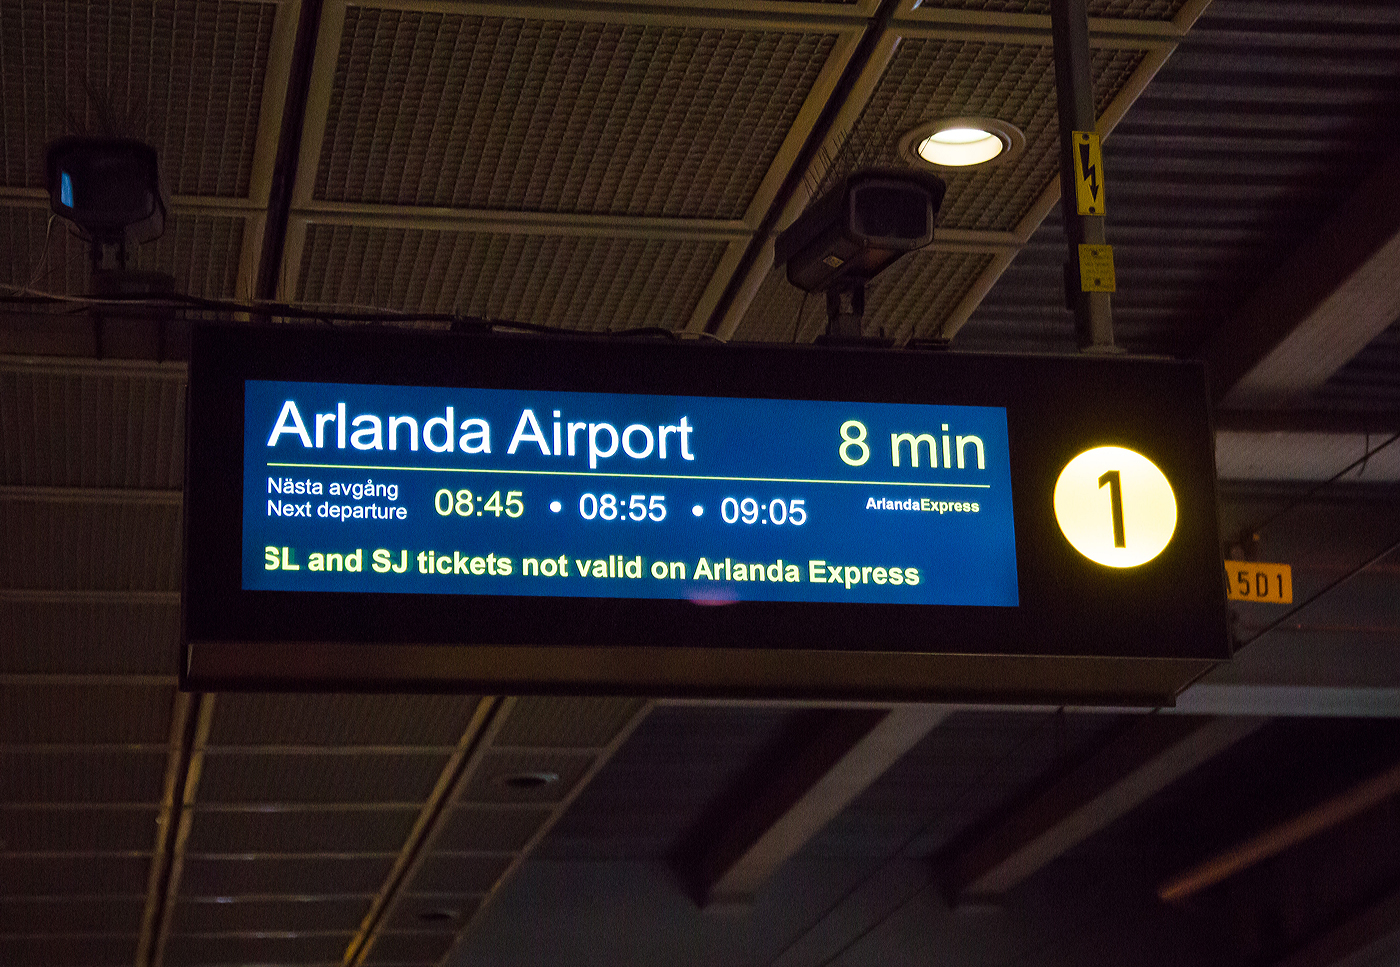 Arlanda Airport 8 min
Nästa avgång
Next departure
08:45 • 08:55 • 09:05
ArlandaExpress
SL and SJ tickets not valid on Arlanda Express
1
5D1